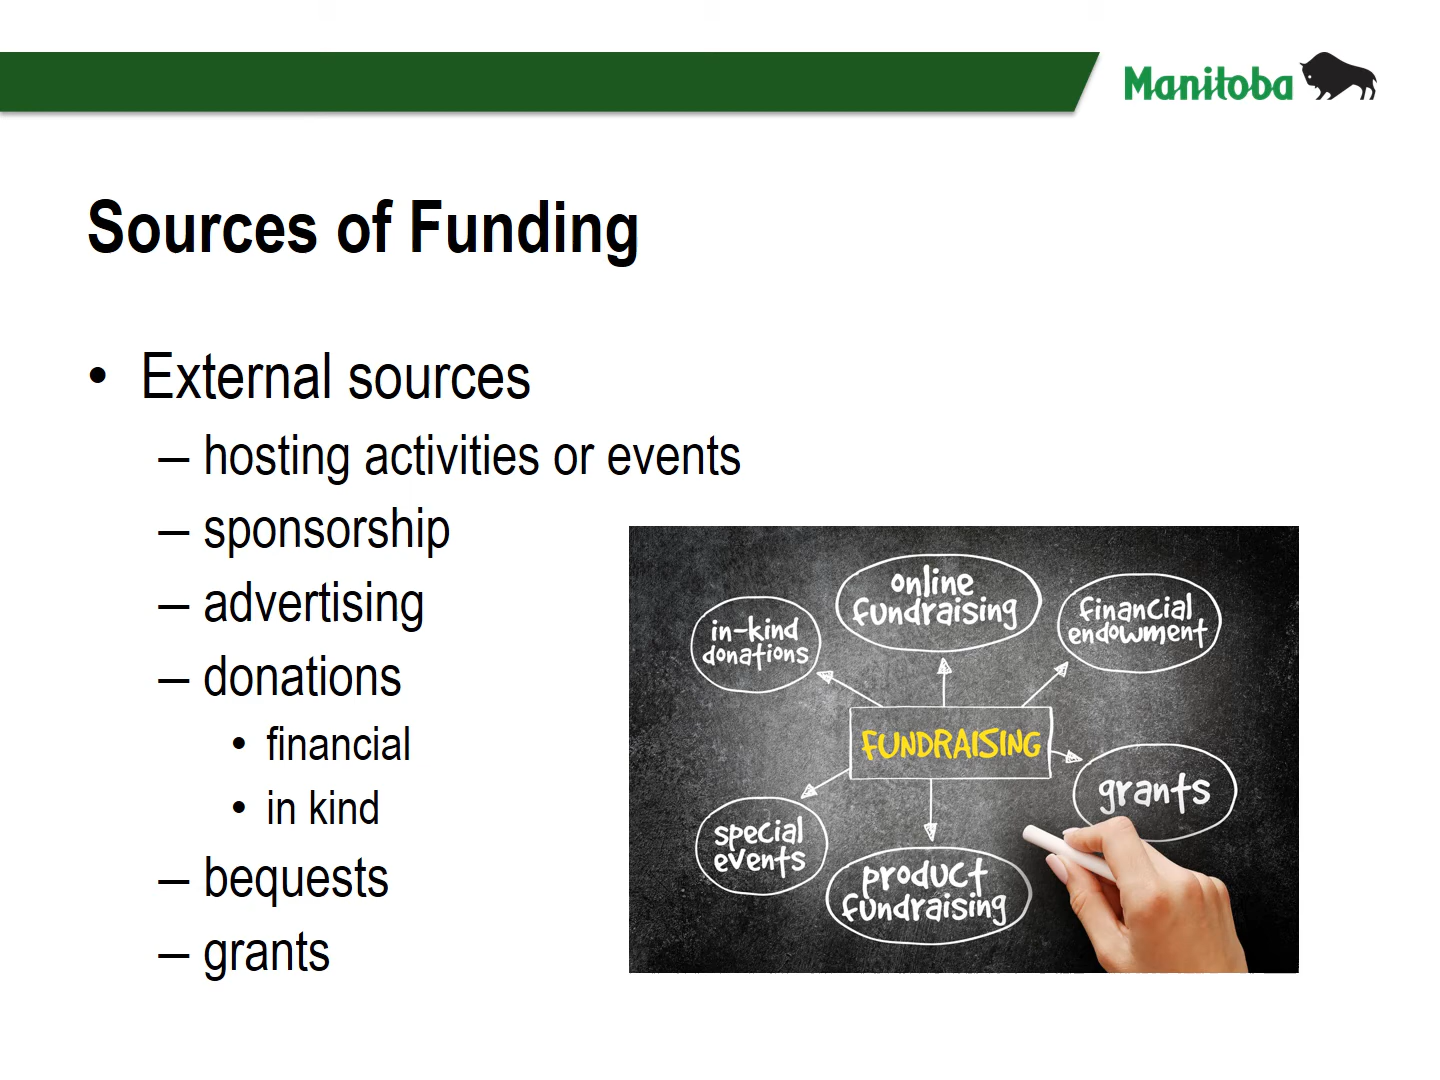 Manitoba
Sources of Funding
• External sources
– hosting activities or events
– sponsorship
– advertising
– donations
• financial
• in kind
– bequests
– grants
online
fundraising
financial
endowment
in-kind
donations
FUNDRAISING
grants
special
events
product
fundraising